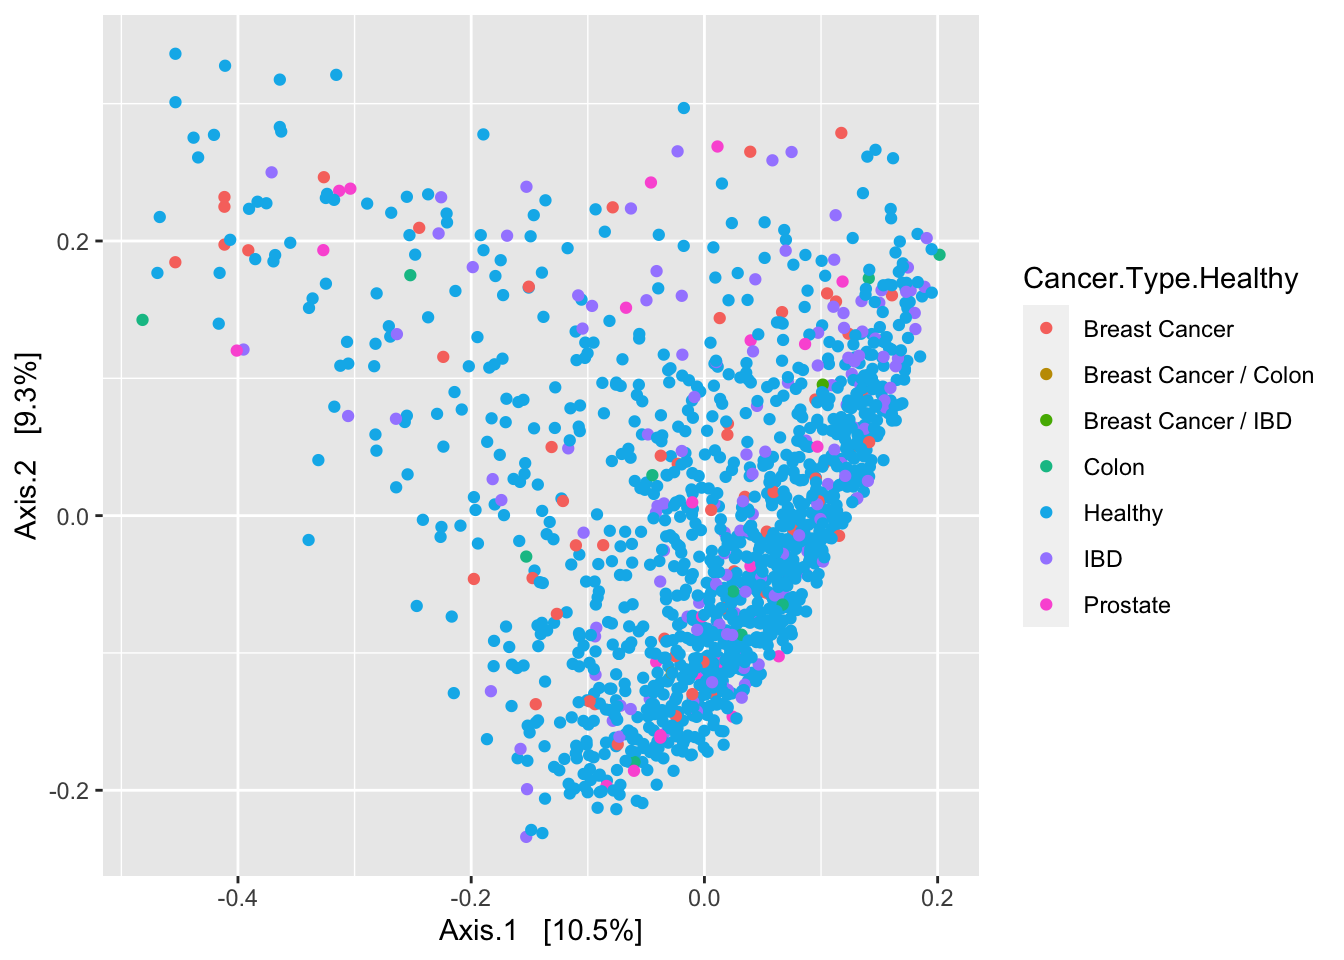 0.2
0.0
-0.2
Axis.2 [9.3%]
-0.4
-0.2
0.0
0.2
Axis.1 [10.5%]
Cancer.Type.Healthy
Breast Cancer
Breast Cancer / Colon
Breast Cancer / IBD
Colon
Healthy
IBD
Prostate